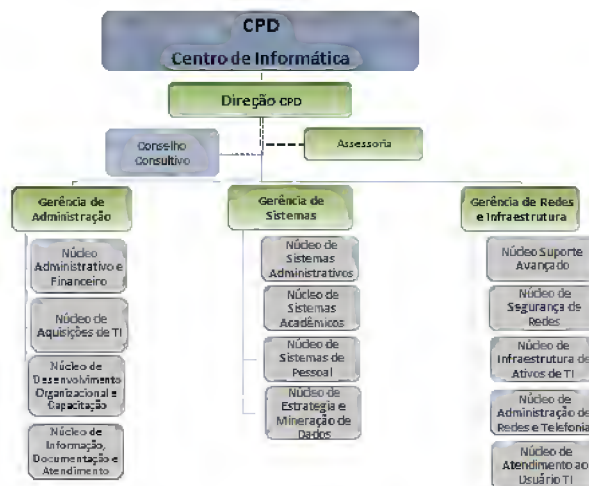 CPD
Centro de Informática
Direção CPD
Conselho
Consultivo
Assessoria
Gerência de
Administração
Núcleo
Administrativo e
Financeiro
Núcleo de
Aquisições de TI
Núcleo de
Desenvolvimento
Organizacional e
Capacitação
Núcleo de
Informação,
Documentação e
Atendimento
Gerência de
Sistemas
Núcleo de
Sistemas
Administrativos
Núcleo de
Sistemas
Acadêmicos
Núcleo de
Sistemas de
Pessoal
Núcleo de
Estrategia e
Mineração de
Dados
Gerência de Redes
e Infraestrutura
Núcleo Suporte
Avançado
Núcleo de
Segurança de
Redes
Núcleo de
Infraestrutura de
Ativos de TI
Núcleo de
Administração de
Redes e Telefonia
Núcleo de
Atendimento ao
Usuário TI